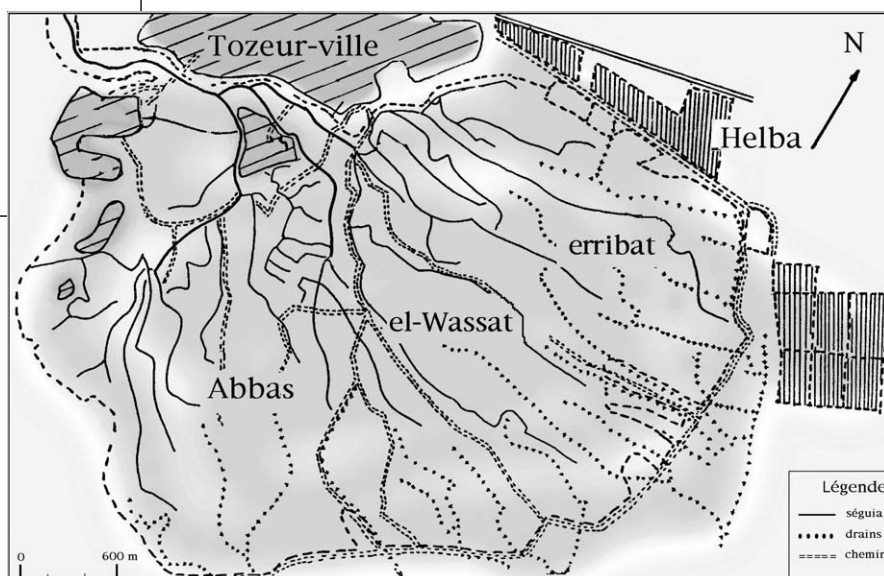 Tozeur-ville
N
Helba
erribat
el-Wassat
Abbas
Légende
séguia
drains
chemin
0
600 m